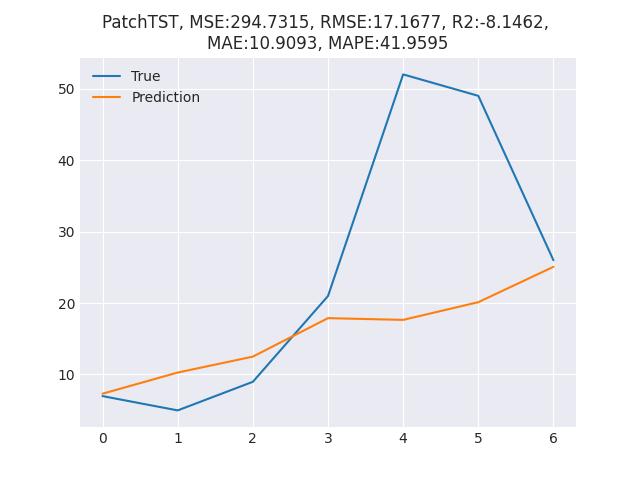 PatchTST, MSE:294.7315, RMSE:17.1677, R2:-8.1462,
MAE:10.9093, MAPE:41.9595
True
Prediction
50
40
30
20
10
0 1 2 3 4 5 6